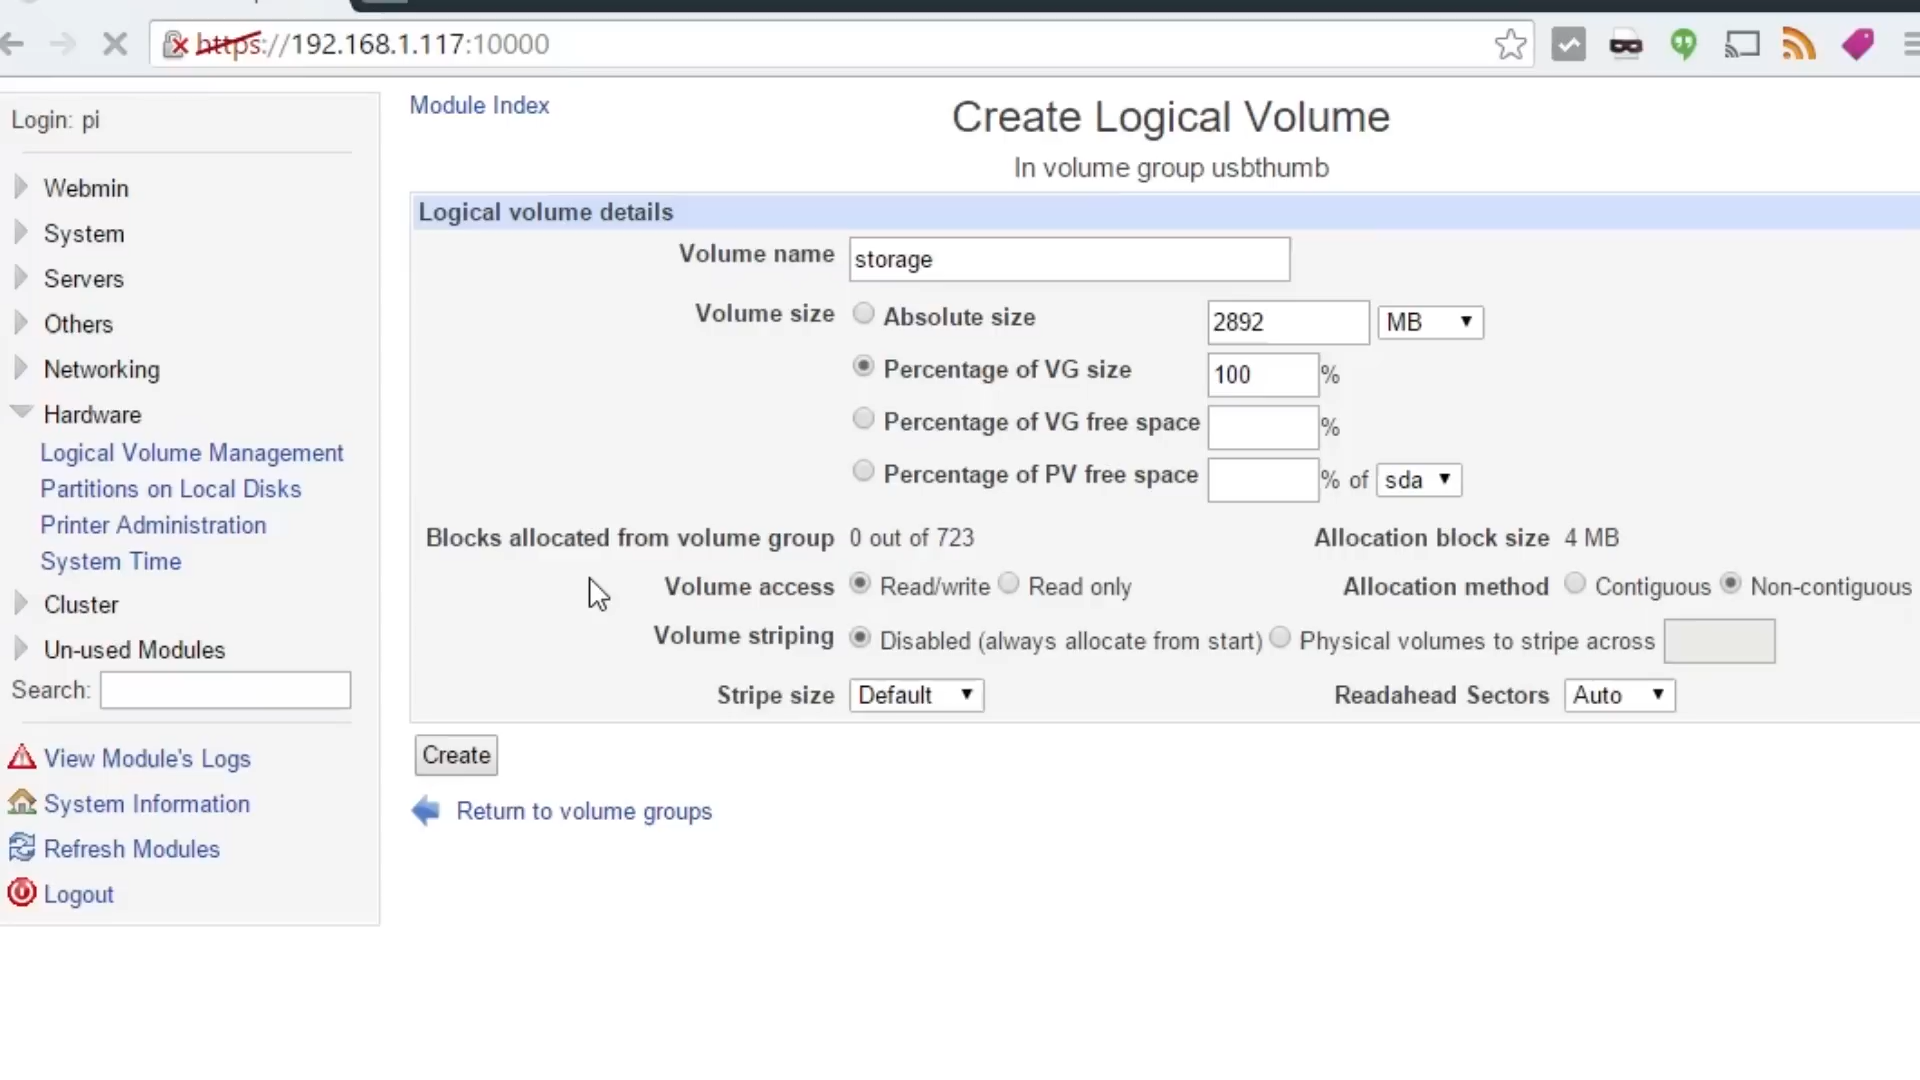 https://192.168.1.117:10000
Login: pi
Webmin
System
Servers
Others
Networking
Hardware
Logical Volume Management
Partitions on Local Disks
Printer Administration
System Time
Cluster
Un-used Modules
Search:
View Module's Logs
System Information
Refresh Modules
Logout
Module Index
Create Logical Volume
In volume group usbthumb
Logical volume details
Volume name storage
Volume size Absolute size 2892 MB
Percentage of VG size 100 %
Percentage of VG free space %
Percentage of PV free space % of sda
Blocks allocated from volume group 0 out of 723 Allocation block size 4 MB
Volume access Read/write Read only Allocation method Contiguous Non-contiguous
Volume striping Disabled (always allocate from start) Physical volumes to stripe across
Stripe size Default Readahead Sectors Auto
Create
Return to volume groups